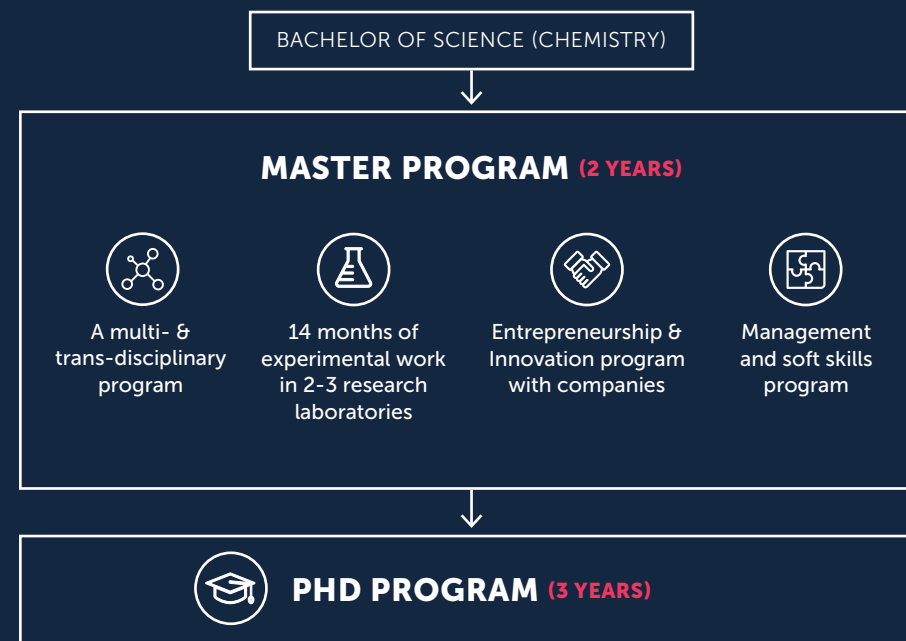 BACHELOR OF SCIENCE (CHEMISTRY)
MASTER PROGRAM (2 YEARS)
A multi- &
trans-disciplinary
program
14 months of
experimental work
in 2-3 research
laboratories
Entrepreneurship &
Innovation program
with companies
Management
and soft skills
program
PHD PROGRAM (3 YEARS)